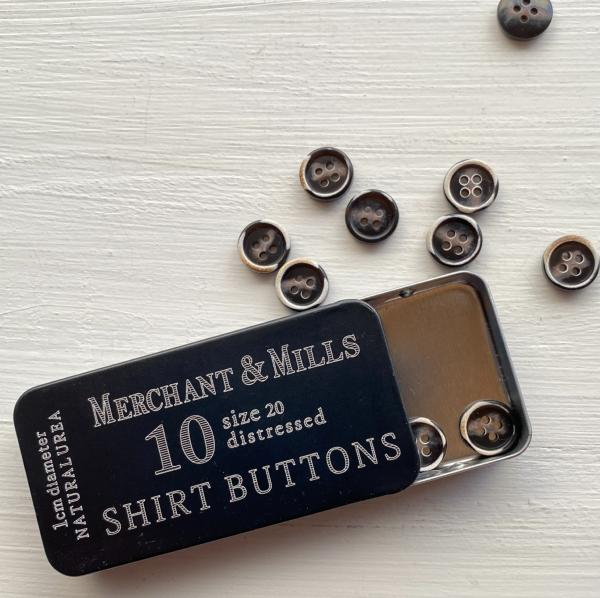 MERCHANT & MILLS
10 size 20
distressed
SHIRT BUTTONS
1cm diameter
NATURAL UREA